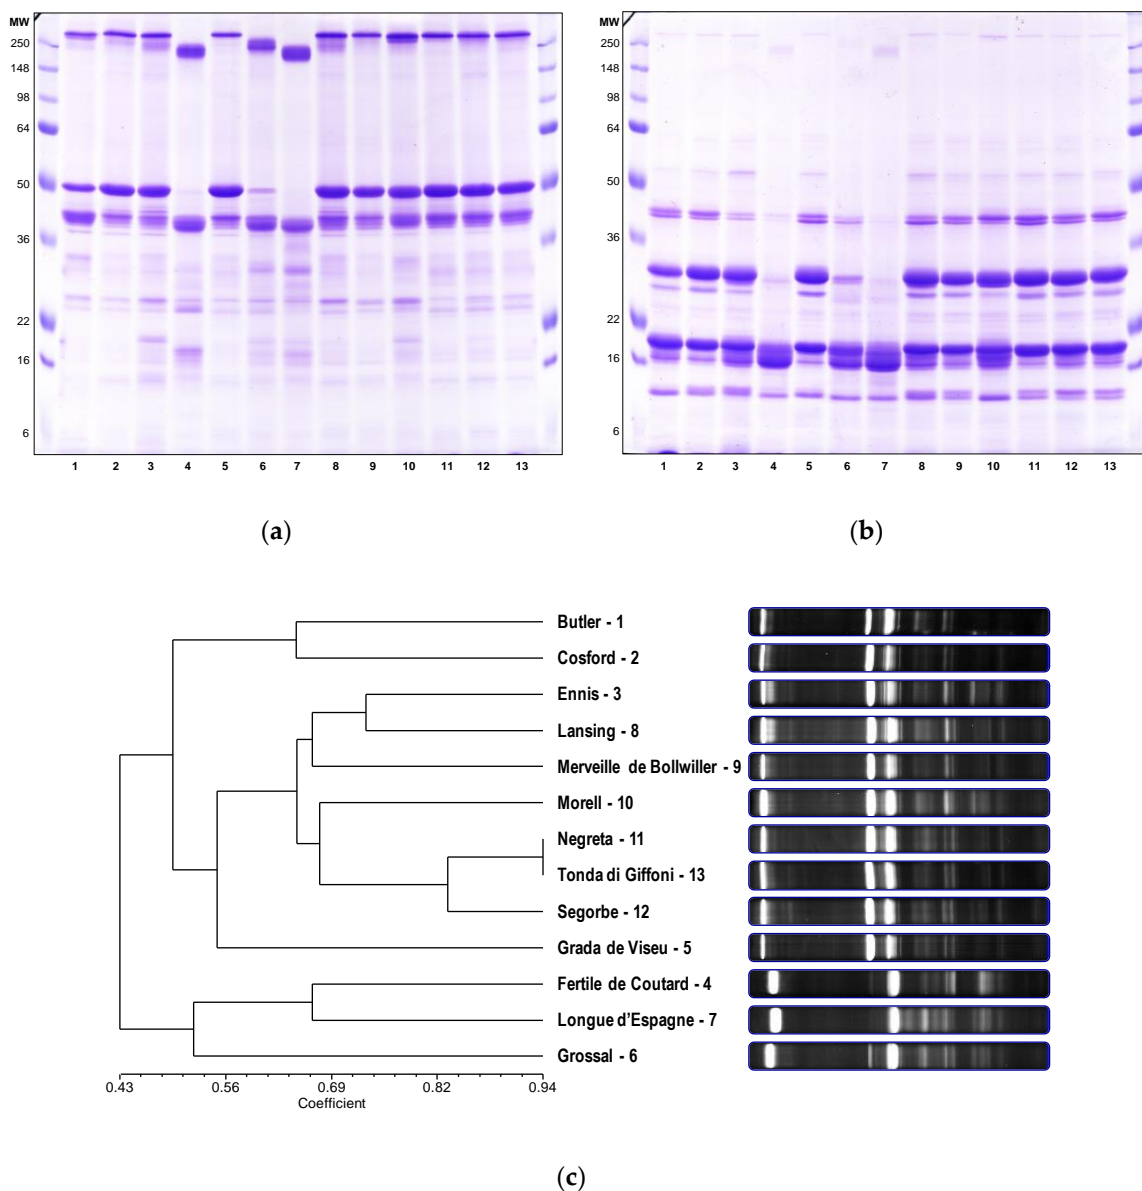 MW
250
148
98
64
50
36
22
16
6
1 2 3 4 5 6 7 8 9 10 11 12 13
(a)
MW
250
148
98
64
50
36
22
16
6
1 2 3 4 5 6 7 8 9 10 11 12 13
(b)
Butler - 1
Cosford - 2
Ennis - 3
Lansing - 8
Merveille de Bollwiller - 9
Morell - 10
Negreta - 11
Tonda di Giffoni - 13
Segorbe - 12
Grada de Viseu - 5
Fertile de Coutard - 4
Longue d'Espagne - 7
Grossal - 6
0.43 0.56 0.69 0.82 0.94
Coefficient
(c)